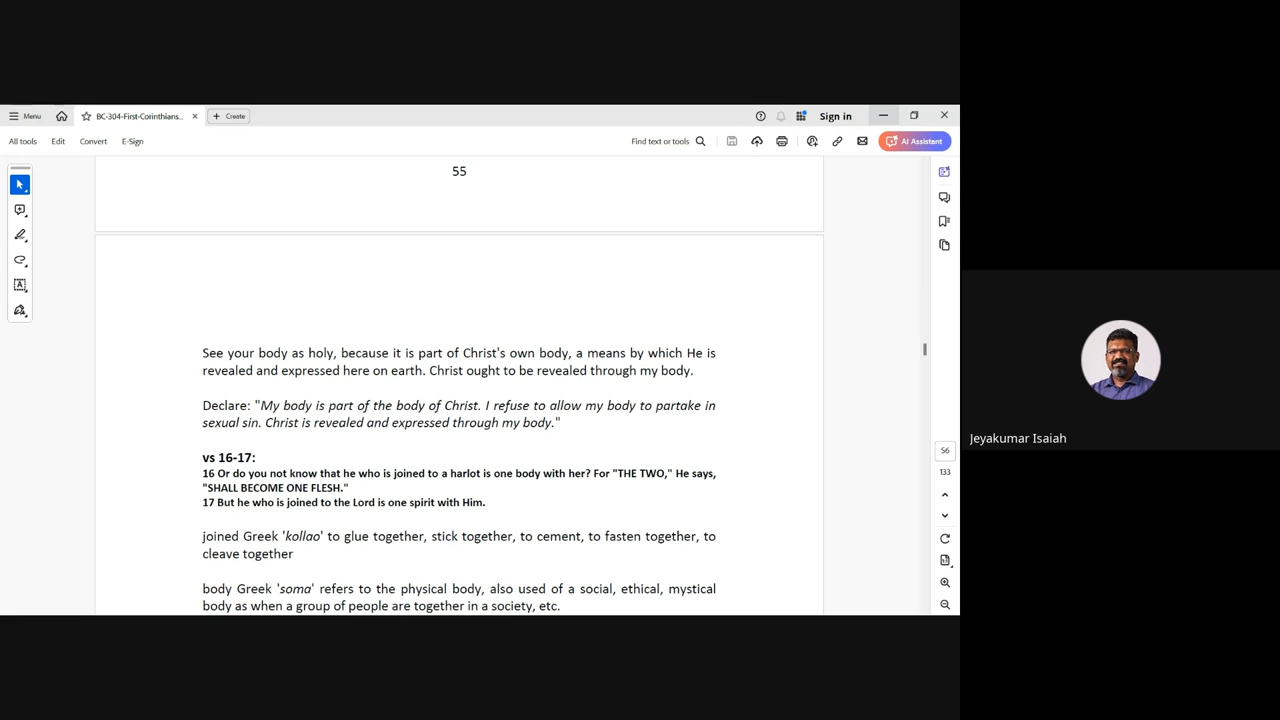 Menu
BC-304-First-Corinthians...
Create
Sign in
All tools
Edit
Convert
E-Sign
Find text or tools
AI Assistant
55
See your body as holy, because it is part of Christ's own body, a means by which He is
revealed and expressed here on earth. Christ ought to be revealed through my body.
Declare: "My body is part of the body of Christ. I refuse to allow my body to partake in
sexual sin. Christ is revealed and expressed through my body."
vs 16-17:
16 Or do you not know that he who is joined to a harlot is one body with her? For "THE TWO," He says,
"SHALL BECOME ONE FLESH."
17 But he who is joined to the Lord is one spirit with Him.
joined Greek 'kollao' to glue together, stick together, to cement, to fasten together, to
cleave together
body Greek 'soma' refers to the physical body, also used of a social, ethical, mystical
body as when a group of people are together in a society, etc.
56
133
Jeyakumar Isaiah